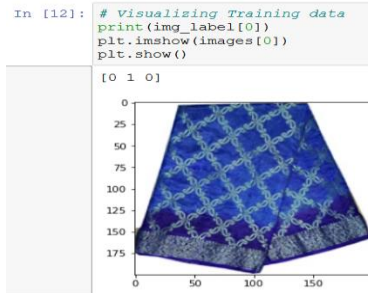 In [12]: # Visualizing Training data
print(img_label[0])
plt.imshow(images[0])
plt.show()
[0 1 0]
0
25
50
75
100
125
150
175
0 50 100 150